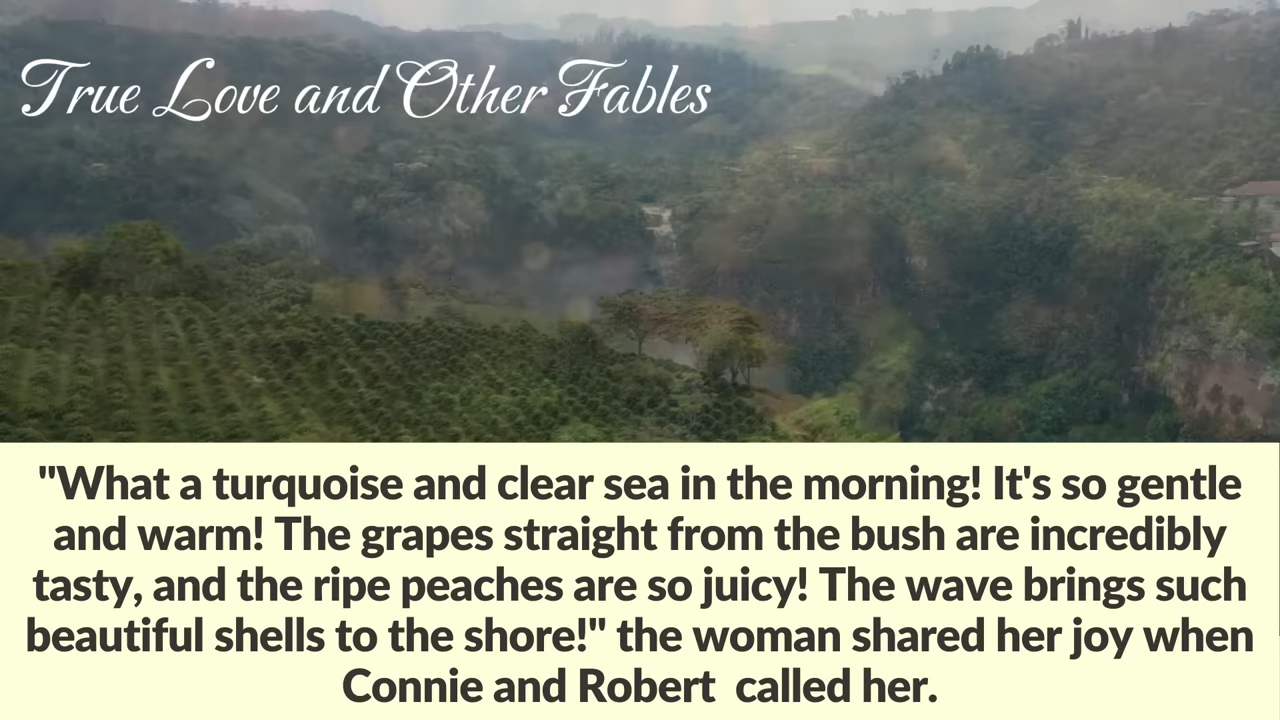 True Love and Other Fables
"What a turquoise and clear sea in the morning! It's so gentle
and warm! The grapes straight from the bush are incredibly
tasty, and the ripe peaches are so juicy! The wave brings such
beautiful shells to the shore!" the woman shared her joy when
Connie and Robert  called her.